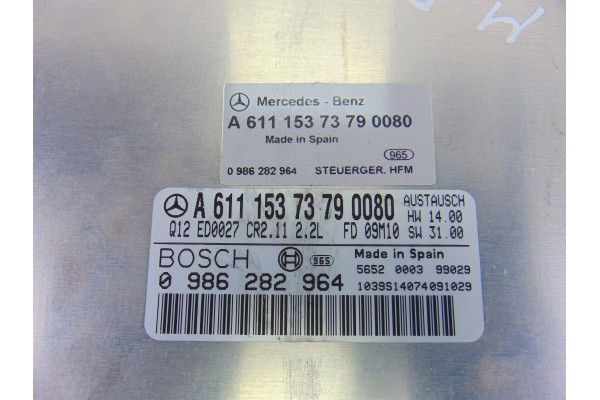 Mercedes - Benz
A 611 153 73 79 0080
Made in Spain
965
0 986 282 964 STEUERGER. HFM
A 611 153 73 79 0080 AUSTAUSCH
HW 14.00
Q12 ED0027 CR2.11 2.2L FD 09M10 SW 31.00
BOSCH 965 Made in Spain
5652 0003 99029
0 986 282 964 1039S14074091029